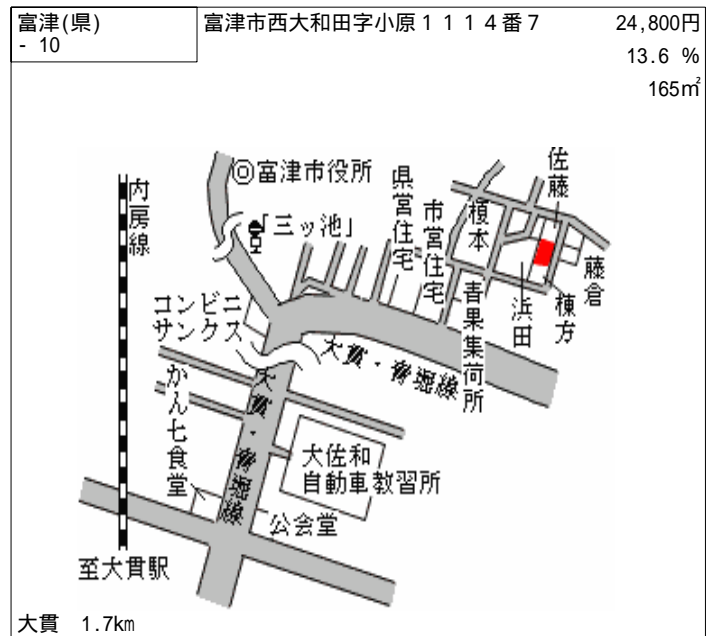 富津(県)
- 10
富津市西大和田字小原１１１４番７
24,800円
13.6 %
165㎡
内房線
◎富津市役所
「三ッ池」
県営住宅
市営住宅
榎本
佐藤
藤倉
棟方
浜田
青果集荷所
コンビニ
サンクス
大貫・青堀線
大貫・青堀線
かん七食堂
大佐和
自動車教習所
公会堂
至大貫駅
大貫 1.7km